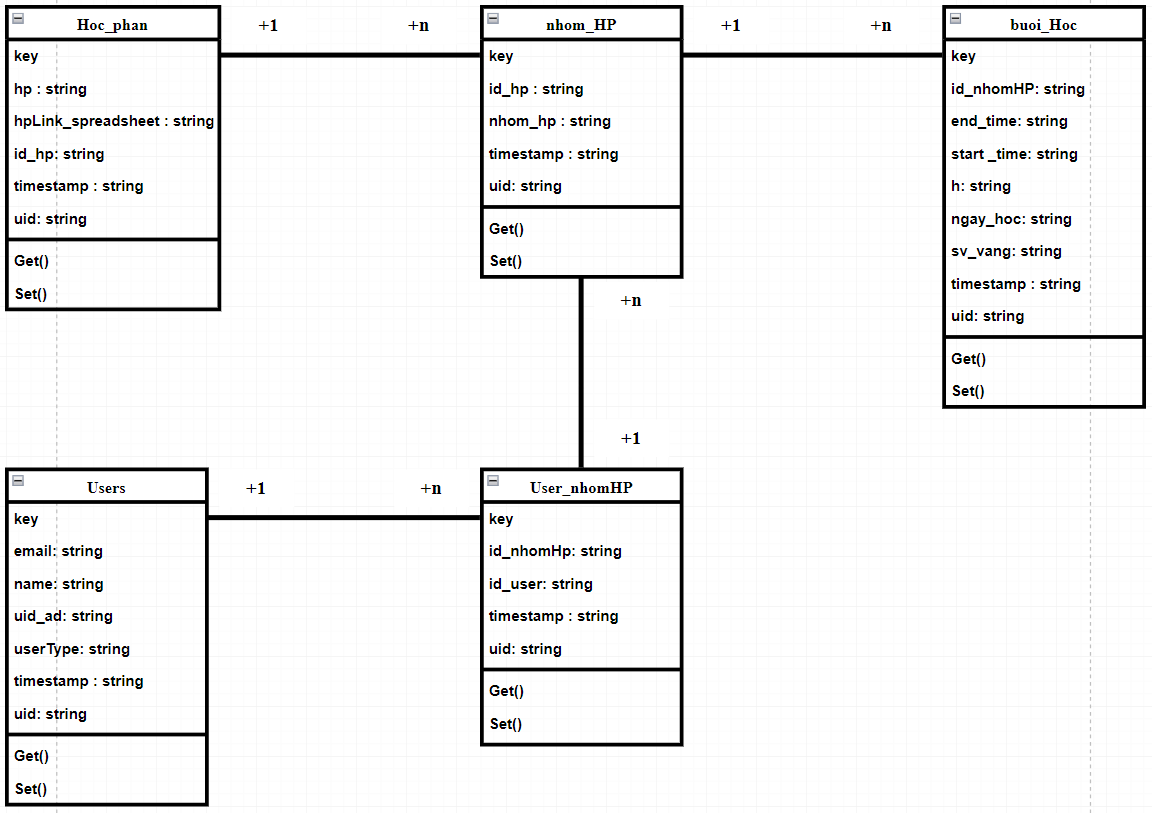 Hoc_phan
key
hp : string
hpLink_spreadsheet : string
id_hp: string
timestamp : string
uid: string
Get()
Set()
+1
+n
nhom_HP
key
id_hp : string
nhom_hp : string
timestamp : string
uid: string
Get()
Set()
+1
+n
buoi_Hoc
key
id_nhomHP: string
end_time: string
start _time: string
h: string
ngay_hoc: string
sv_vang: string
timestamp : string
uid: string
Get()
Set()
+n
+1
Users
key
email: string
name: string
uid_ad: string
userType: string
timestamp : string
uid: string
Get()
Set()
+1
+n
User_nhomHP
key
id_nhomHp: string
id_user: string
timestamp : string
uid: string
Get()
Set()